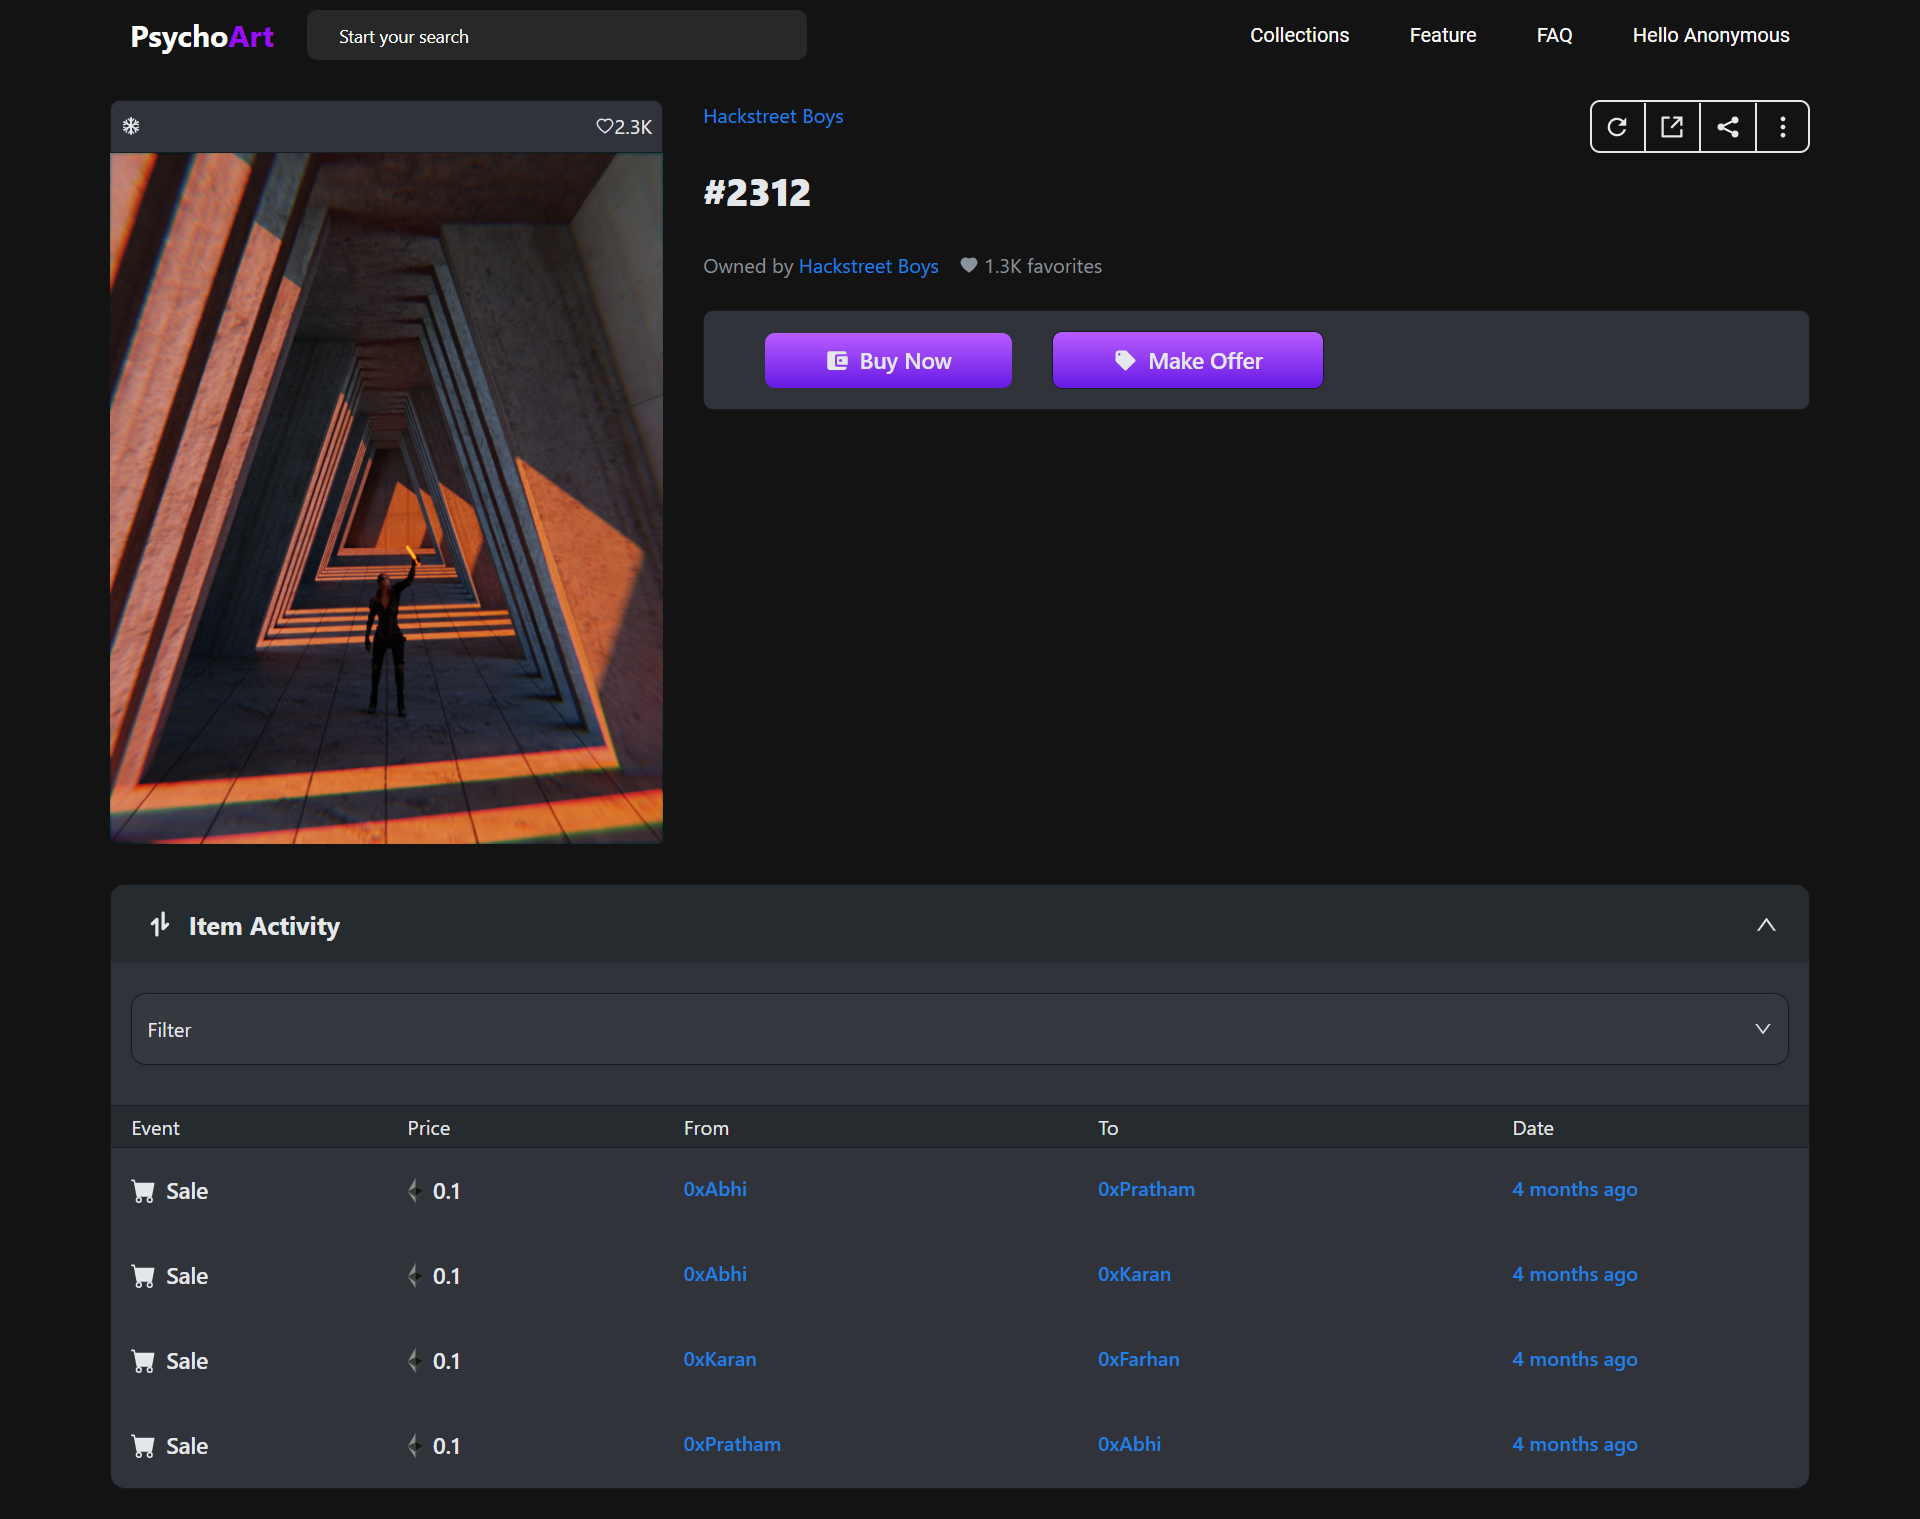 PsychoArt
Start your search
Collections
Feature
FAQ
Hello Anonymous
2.3K
Hackstreet Boys
#2312
Owned by Hackstreet Boys
1.3K favorites
Buy Now
Make Offer
Item Activity
Filter
Event Price From To Date
Sale 0.1 0xAbhi 0xPratham 4 months ago
Sale 0.1 0xAbhi 0xKaran 4 months ago
Sale 0.1 0xKaran 0xFarhan 4 months ago
Sale 0.1 0xPratham 0xAbhi 4 months ago